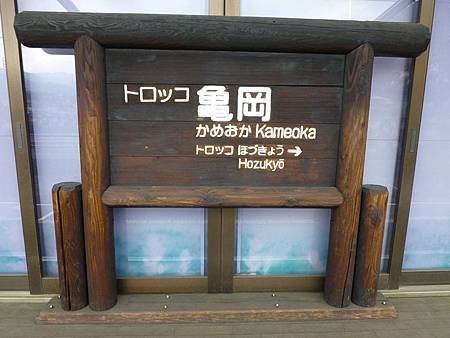 トロッコ 亀岡
かめおか Kameoka
トロッコ ほづきょう →
Hozukyō